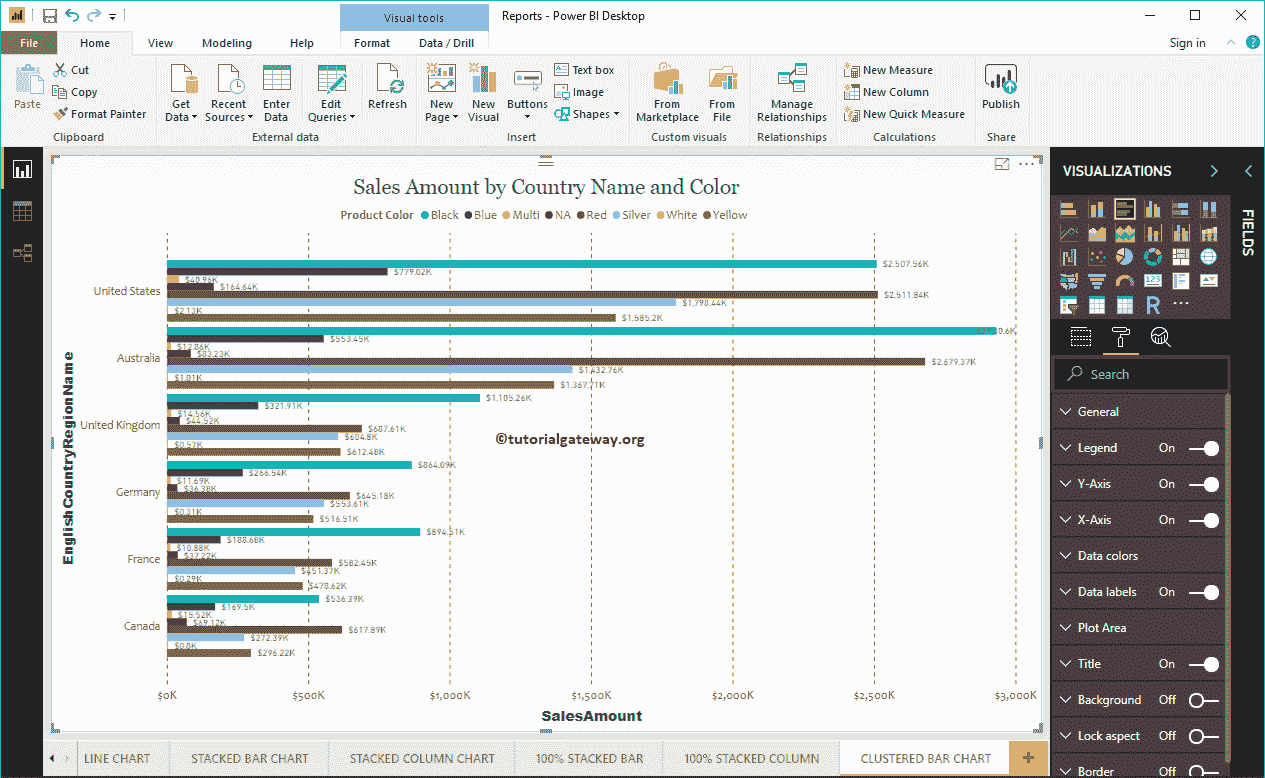 Visual tools
Reports - Power BI Desktop
File Home View Modeling Help Format Data / Drill Sign in
Paste
Cut
Copy
Format Painter
Clipboard
Get Data
Recent Sources
Enter Data
Edit Queries
Refresh
External data
New Page
New Visual
Buttons
Text box
Image
Shapes
Insert
From Marketplace
From File
Custom visuals
Manage Relationships
Relationships
New Measure
New Column
New Quick Measure
Calculations
Publish
Share
Sales Amount by Country Name and Color
Product Color Black Blue Multi NA Red Silver White Yellow
EnglishCountryRegionName
United States
$2,507.56K
$779.02K
$40.96K
$164.64K
$2,511.84K
$1,798.44K
$2.13K
$1,585.2K
Australia
$553.45K
$12.86K
$83.23K
$2,679.37K
$1,432.76K
$1.01K
$1,367.71K
United Kingdom
$1,105.26K
$321.91K
$14.56K
$44.52K
$687.61K
$604.8K
$0.57K
$612.48K
©tutorialgateway.org
Germany
$864.09K
$266.54K
$11.69K
$36.38K
$645.18K
$553.61K
$0.31K
$516.51K
France
$894.51K
$188.68K
$10.88K
$37.22K
$582.45K
$451.37K
$0.29K
$478.62K
Canada
$536.39K
$169.5K
$15.52K
$69.12K
$617.89K
$272.39K
$0.8K
$296.22K
$0K $500K $1,000K $1,500K $2,000K $2,500K $3,000K
SalesAmount
VISUALIZATIONS
FIELDS
123
R
Search
General
Legend On
Y-Axis On
X-Axis On
Data colors
Data labels On
Plot Area
Title On
Background Off
Lock aspect Off
Border Off
LINE CHART STACKED BAR CHART STACKED COLUMN CHART 100% STACKED BAR 100% STACKED COLUMN CLUSTERED BAR CHART